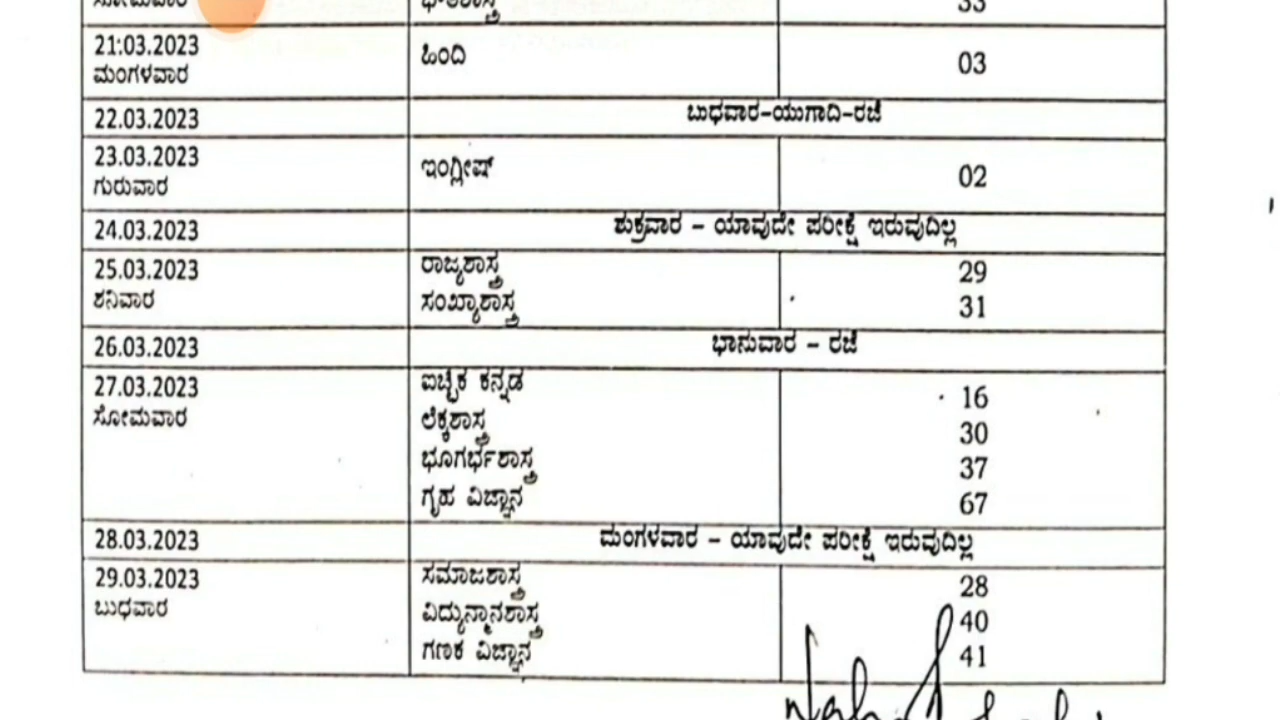 ಸೋಮವಾರ ಭೌತಶಾಸ್ತ್ರ 33
21.03.2023 ಹಿಂದಿ 03
ಮಂಗಳವಾರ
22.03.2023 ಬುಧವಾರ-ಯುಗಾದಿ-ರಜೆ
23.03.2023 ಇಂಗ್ಲೀಷ್ 02
ಗುರುವಾರ
24.03.2023 ಶುಕ್ರವಾರ - ಯಾವುದೇ ಪರೀಕ್ಷೆ ಇರುವುದಿಲ್ಲ
25.03.2023 ರಾಜ್ಯಶಾಸ್ತ್ರ 29
ಶನಿವಾರ ಸಂಖ್ಯಾಶಾಸ್ತ್ರ 31
26.03.2023 ಭಾನುವಾರ - ರಜೆ
27.03.2023 ಐಚ್ಛಿಕ ಕನ್ನಡ 16
ಸೋಮವಾರ ಲೆಕ್ಕಶಾಸ್ತ್ರ 30
ಭೂಗರ್ಭಶಾಸ್ತ್ರ 37
ಗೃಹ ವಿಜ್ಞಾನ 67
28.03.2023 ಮಂಗಳವಾರ - ಯಾವುದೇ ಪರೀಕ್ಷೆ ಇರುವುದಿಲ್ಲ
29.03.2023 ಸಮಾಜಶಾಸ್ತ್ರ 28
ಬುಧವಾರ ವಿದ್ಯುನ್ಮಾನಶಾಸ್ತ್ರ 40
ಗಣಕ ವಿಜ್ಞಾನ 41